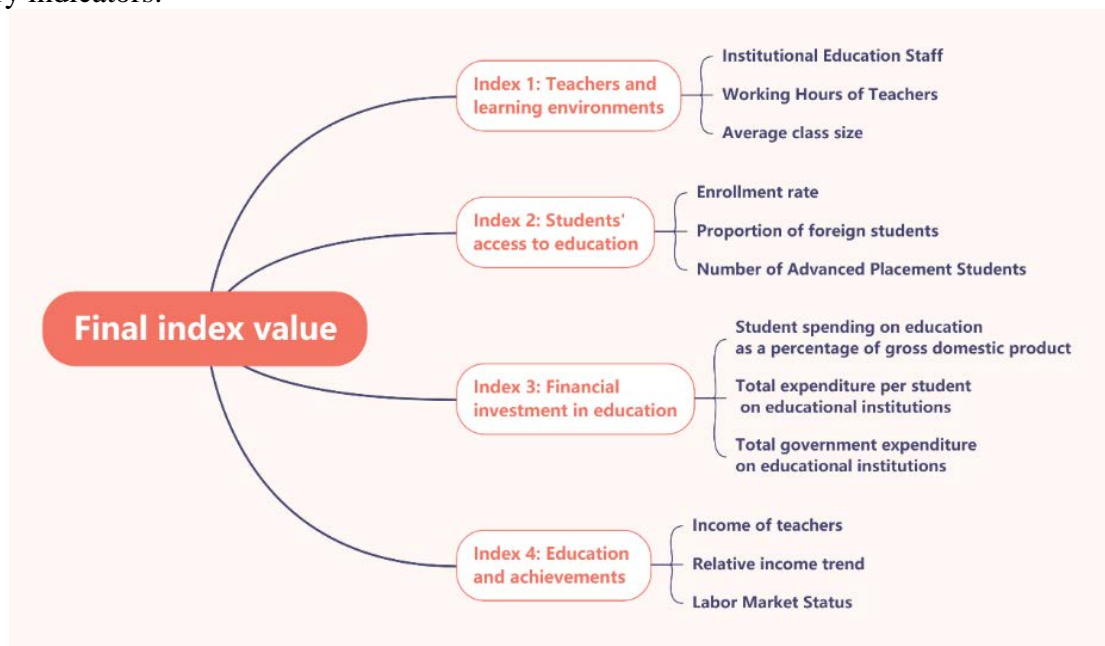 y indicators.
Index 1: Teachers and
learning environments
Institutional Education Staff
Working Hours of Teachers
Average class size
Index 2: Students'
access to education
Enrollment rate
Proportion of foreign students
Number of Advanced Placement Students
Final index value
Index 3: Financial
investment in education
Student spending on education
as a percentage of gross domestic product
Total expenditure per student
on educational institutions
Total government expenditure
on educational institutions
Index 4: Education
and achievements
Income of teachers
Relative income trend
Labor Market Status